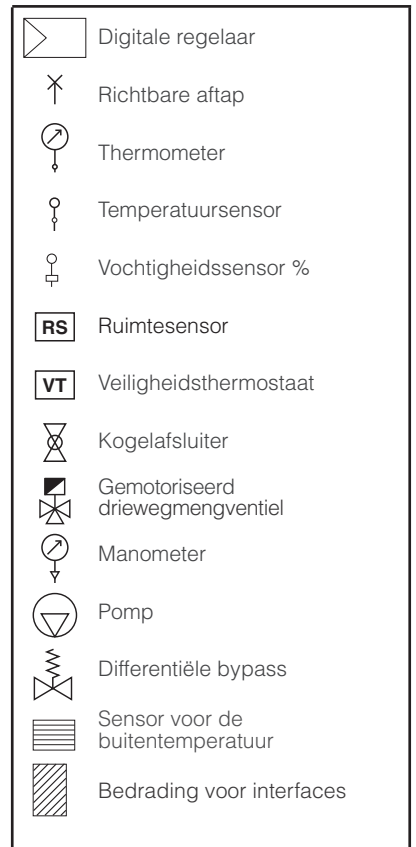 Digitale regelaar
Richtbare aftap
Thermometer
Temperatuursensor
Vochtigheidssensor %
RS Ruimtesensor
VT Veiligheidsthermostaat
Kogelafsluiter
Gemotoriseerd
driewegmengventiel
Manometer
Pomp
Differentiële bypass
Sensor voor de
buitentemperatuur
Bedrading voor interfaces